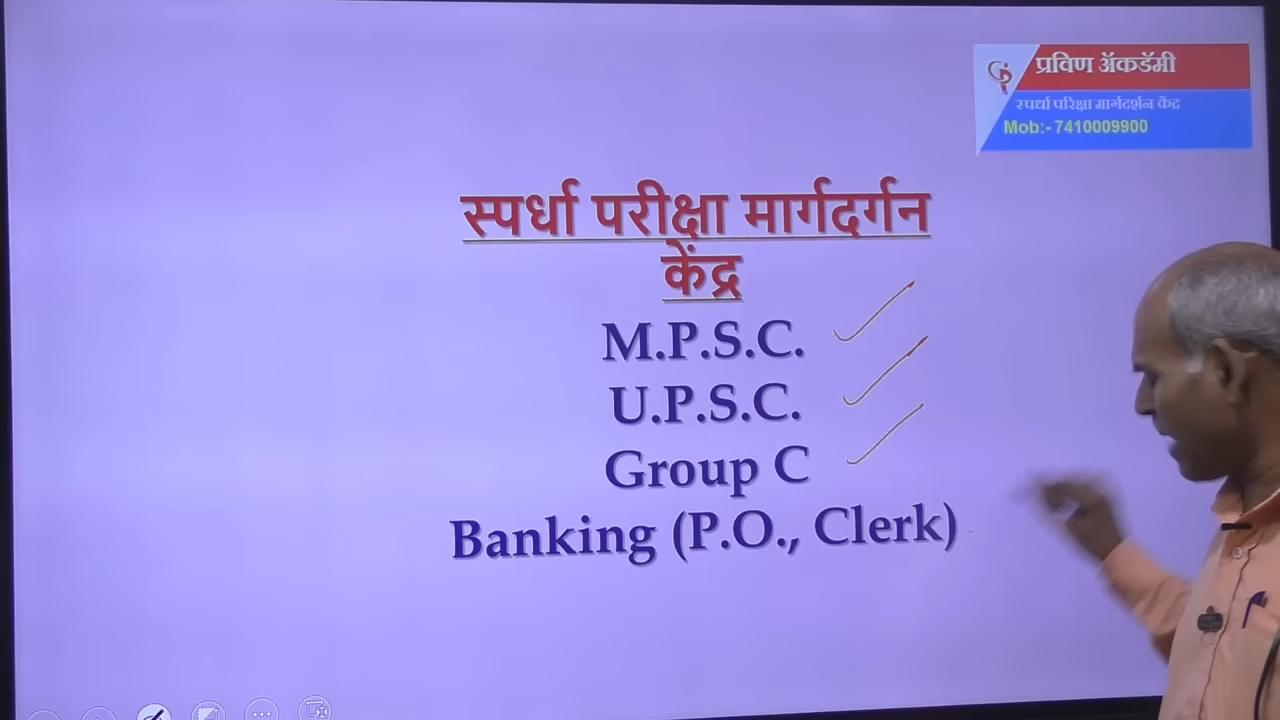 प्रविण ॲकडॅमी
स्पर्धा परिक्षा मार्गदर्शन केंद्र
Mob:- 7410009900
स्पर्धा परीक्षा मार्गदर्गन
केंद्र
M.P.S.C.
U.P.S.C.
Group C
Banking (P.O., Clerk)